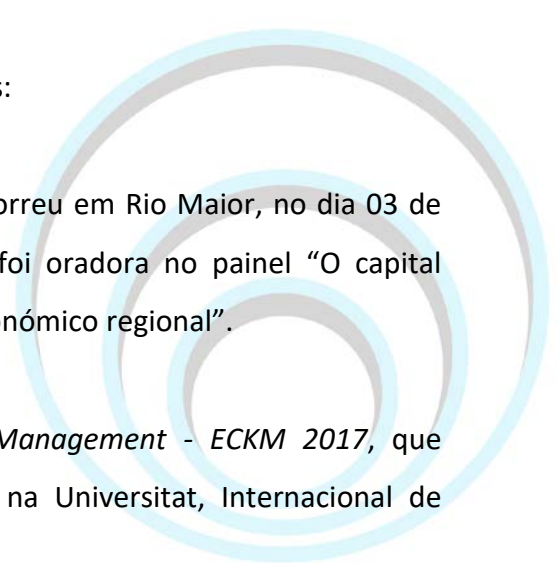 s:
orreu em Rio Maior, no dia 03 de
foi oradora no painel “O capital
onómico regional”.
Management - ECKM 2017, que
na Universitat, Internacional de